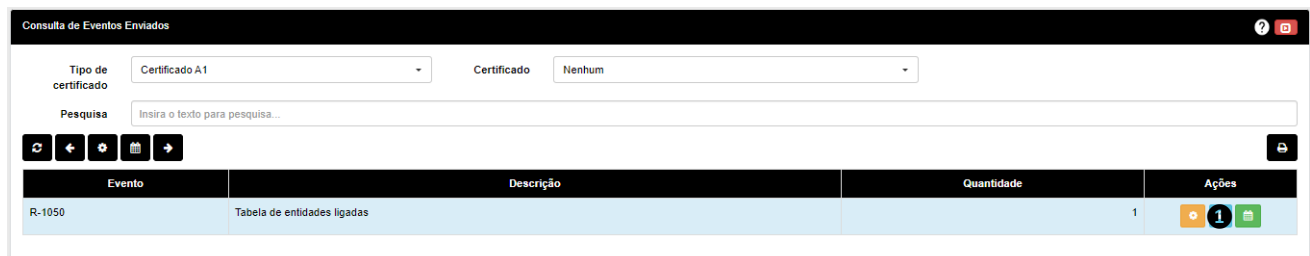 Consulta de Eventos Enviados
Tipo de certificado Certificado A1 Certificado Nenhum
Pesquisa Insira o texto para pesquisa...
Evento Descrição Quantidade Ações
R-1050 Tabela de entidades ligadas 1 1